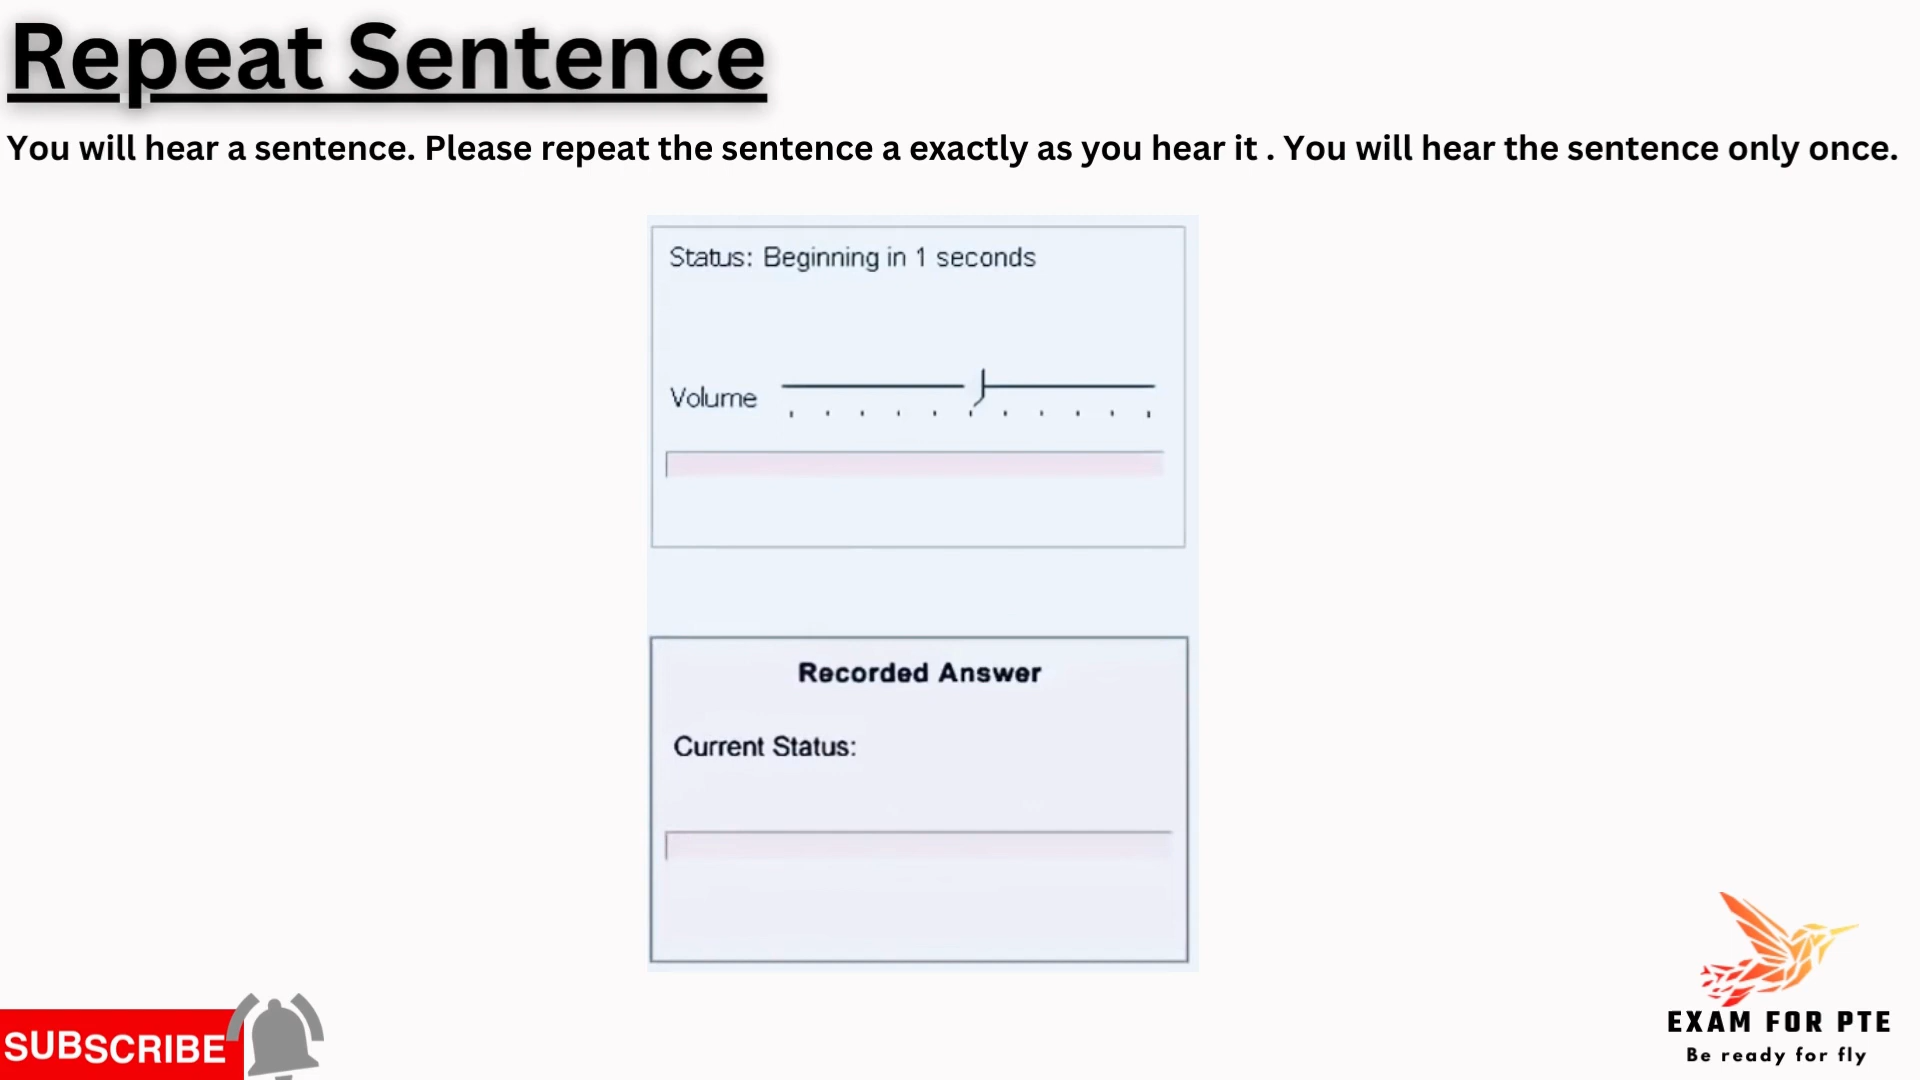 Repeat Sentence
You will hear a sentence. Please repeat the sentence a exactly as you hear it . You will hear the sentence only once.
Status: Beginning in 1 seconds
Volume
Recorded Answer
Current Status:
SUBSCRIBE
EXAM FOR PTE
Be ready for fly